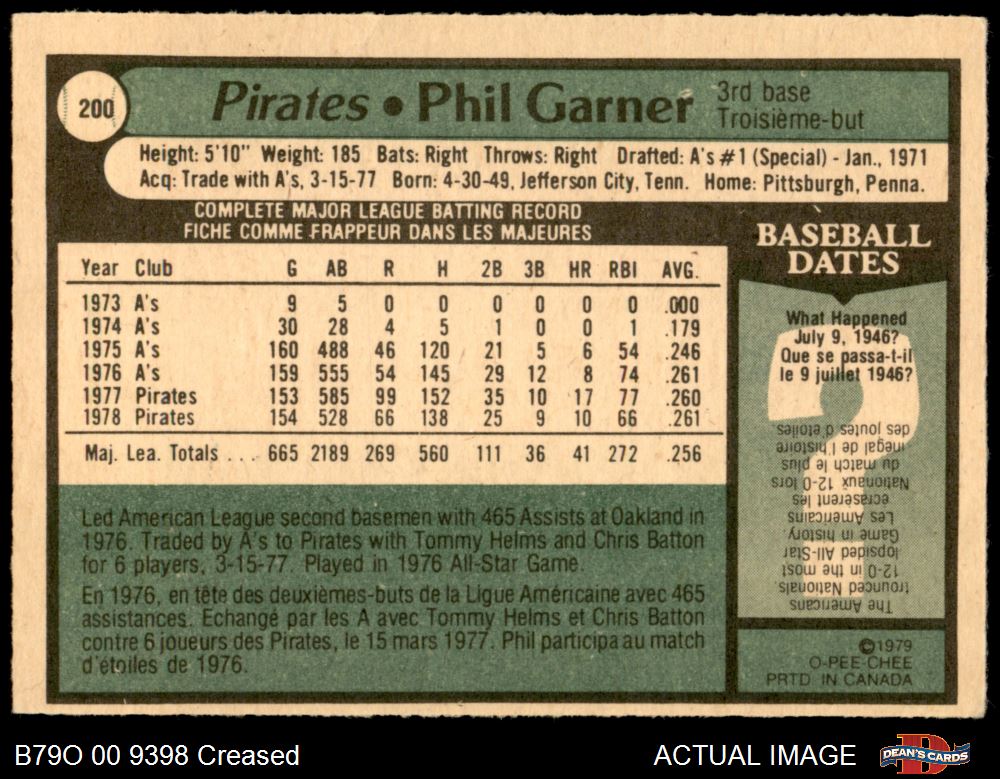 200
Pirates • Phil Garner 3rd base
Troisième-but
Height: 5'10" Weight: 185 Bats: Right Throws: Right Drafted: A's #1 (Special) - Jan., 1971
Acq: Trade with A's, 3-15-77 Born: 4-30-49, Jefferson City, Tenn. Home: Pittsburgh, Penna.
COMPLETE MAJOR LEAGUE BATTING RECORD
FICHE COMME FRAPPEUR DANS LES MAJEURES
Year Club G AB R H 2B 3B HR RBI AVG.
1973 A's 9 5 0 0 0 0 0 0 .000
1974 A's 30 28 4 5 1 0 0 1 .179
1975 A's 160 488 46 120 21 5 6 54 .246
1976 A's 159 555 54 145 29 12 8 74 .261
1977 Pirates 153 585 99 152 35 10 17 77 .260
1978 Pirates 154 528 66 138 25 9 10 66 .261
Maj. Lea. Totals . . . 665 2189 269 560 111 36 41 272 .256
Led American League second basemen with 465 Assists at Oakland in
1976. Traded by A's to Pirates with Tommy Helms and Chris Batton
for 6 players, 3-15-77. Played in 1976 All-Star Game.
En 1976, en tête des deuxièmes-buts de la Ligue Américaine avec 465
assistances. Echangé par les A avec Tommy Helms et Chris Batton
contre 6 joueurs des Pirates, le 15 mars 1977. Phil participa au match
d'étoiles de 1976.
BASEBALL
DATES
What Happened
July 9, 1946?
Que se passa-t-il
le 9 juillet 1946?
The Americans
trounced Nationals,
12-0 in the most
lopsided All-Star
Game in history.
Les Americains
écrasèrent les
Nationaux 12-0 lors
du match du plus
inégal de l'histoire
des joutes d'étoiles
©1979
O-PEE-CHEE
PRTD IN CANADA
B79O 00 9398 Creased
ACTUAL IMAGE
DEAN'S CARDS